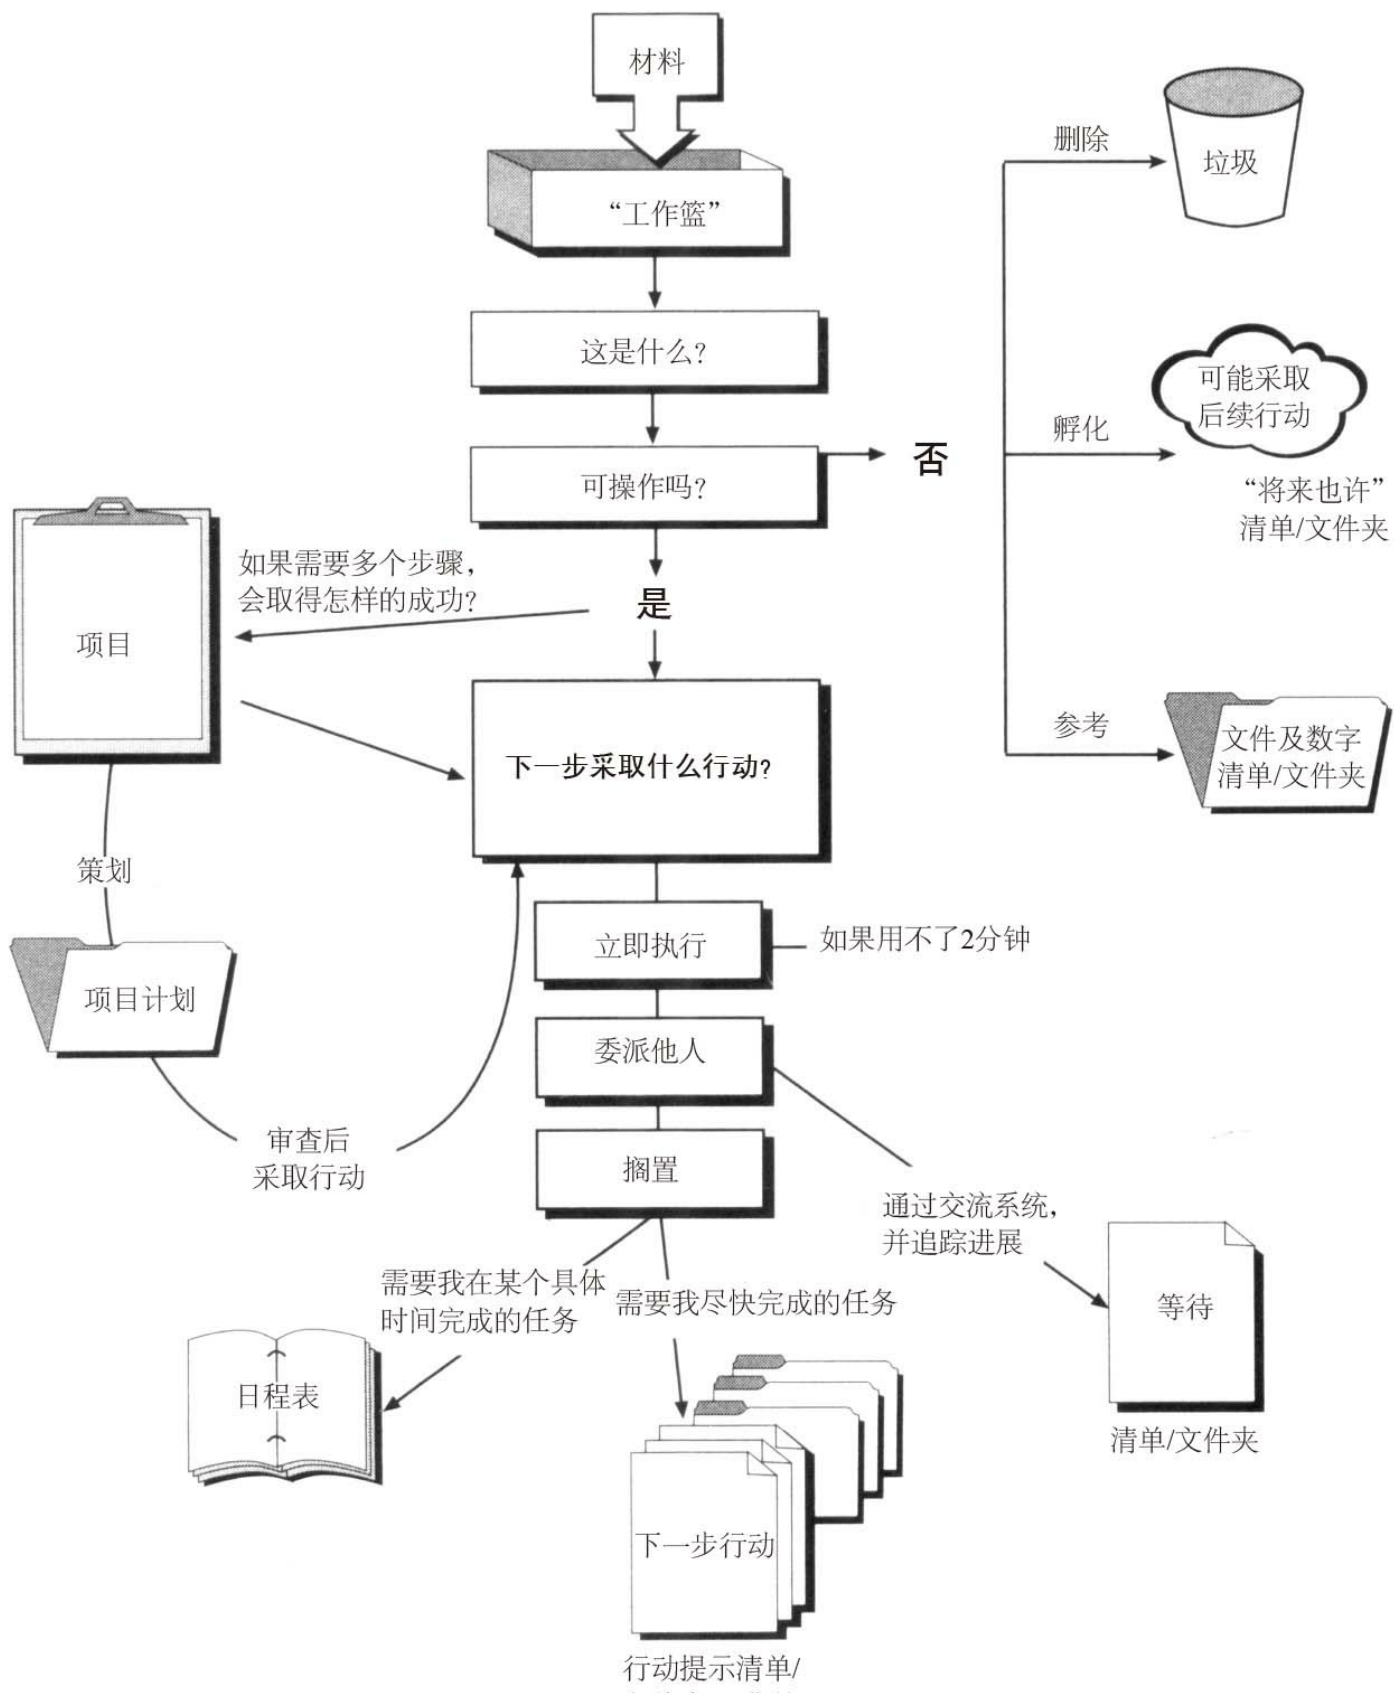 材料
“工作篮”
这是什么？
可操作吗？
否
删除
垃圾
孵化
可能采取
后续行动
“将来也许”
清单/文件夹
参考
文件及数字
清单/文件夹
是
如果需要多个步骤，
会取得怎样的成功？
项目
下一步采取什么行动？
策划
项目计划
审查后
采取行动
立即执行
如果用不了2分钟
委派他人
搁置
通过交流系统，
并追踪进展
等待
清单/文件夹
需要我在某个具体
时间完成的任务
日程表
需要我尽快完成的任务
下一步行动
行动提示清单/